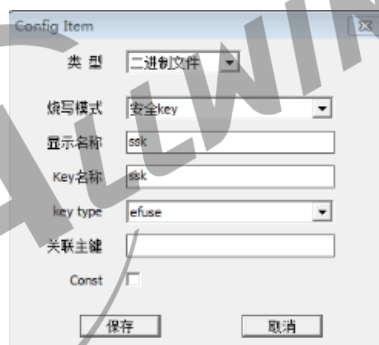 Config Item
类 型 二进制文件
烧写模式 安全key
显示名称 ssk
Key名称 ssk
key type efuse
关联主鍵
Const
保存 取消
ALLWIN